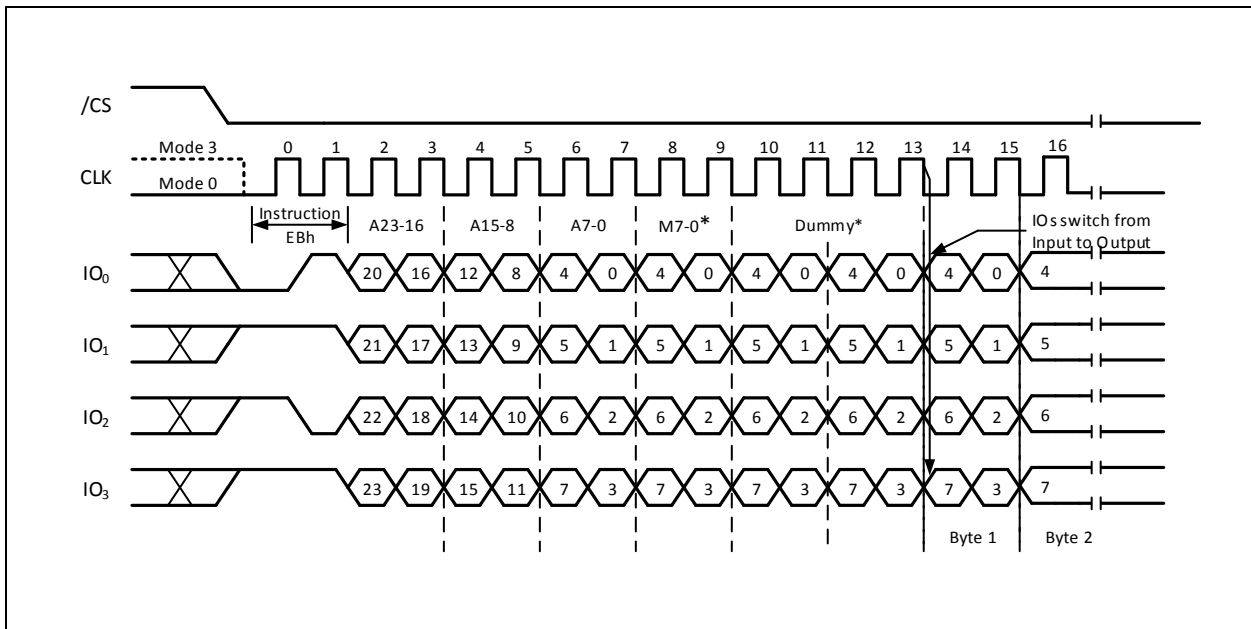 /CS
Mode 3 0 1 2 3 4 5 6 7 8 9 10 11 12 13 14 15 16
CLK
Mode 0
Instruction A23-16 A15-8 A7-0 M7-0* Dummy* IOs switch from
EBh Input to Output
IO0 20 16 12 8 4 0 4 0 4 0 4 0 4 0 4
IO1 21 17 13 9 5 1 5 1 5 1 5 1 5 1 5
IO2 22 18 14 10 6 2 6 2 6 2 6 2 6 2 6
IO3 23 19 15 11 7 3 7 3 7 3 7 3 7 3 7
Byte 1 Byte 2